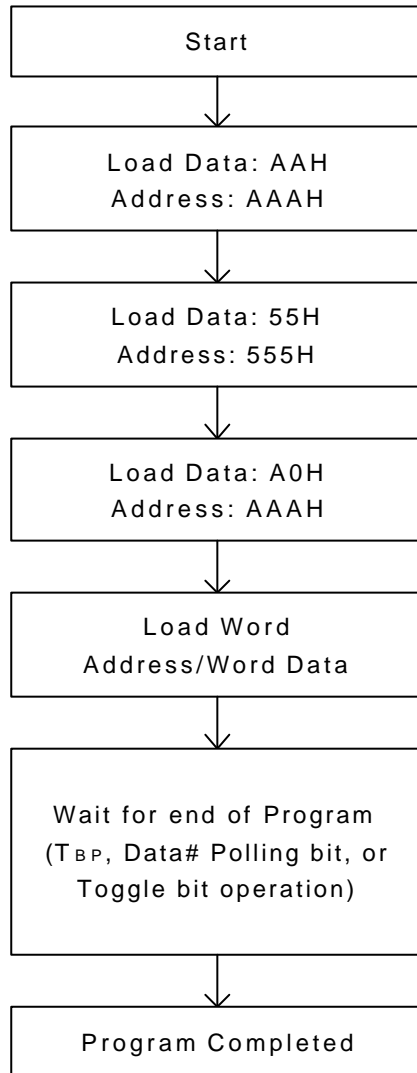 Start
Load Data: AAH
Address: AAAH
Load Data: 55H
Address: 555H
Load Data: A0H
Address: AAAH
Load Word
Address/Word Data
Wait for end of Program
(TBP, Data# Polling bit, or
Toggle bit operation)
Program Completed